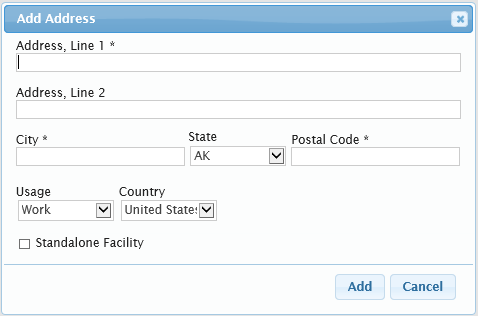 Add Address
Address, Line 1 *
Address, Line 2
City * State Postal Code *
AK
Usage Country
Work United States
Standalone Facility
Add Cancel